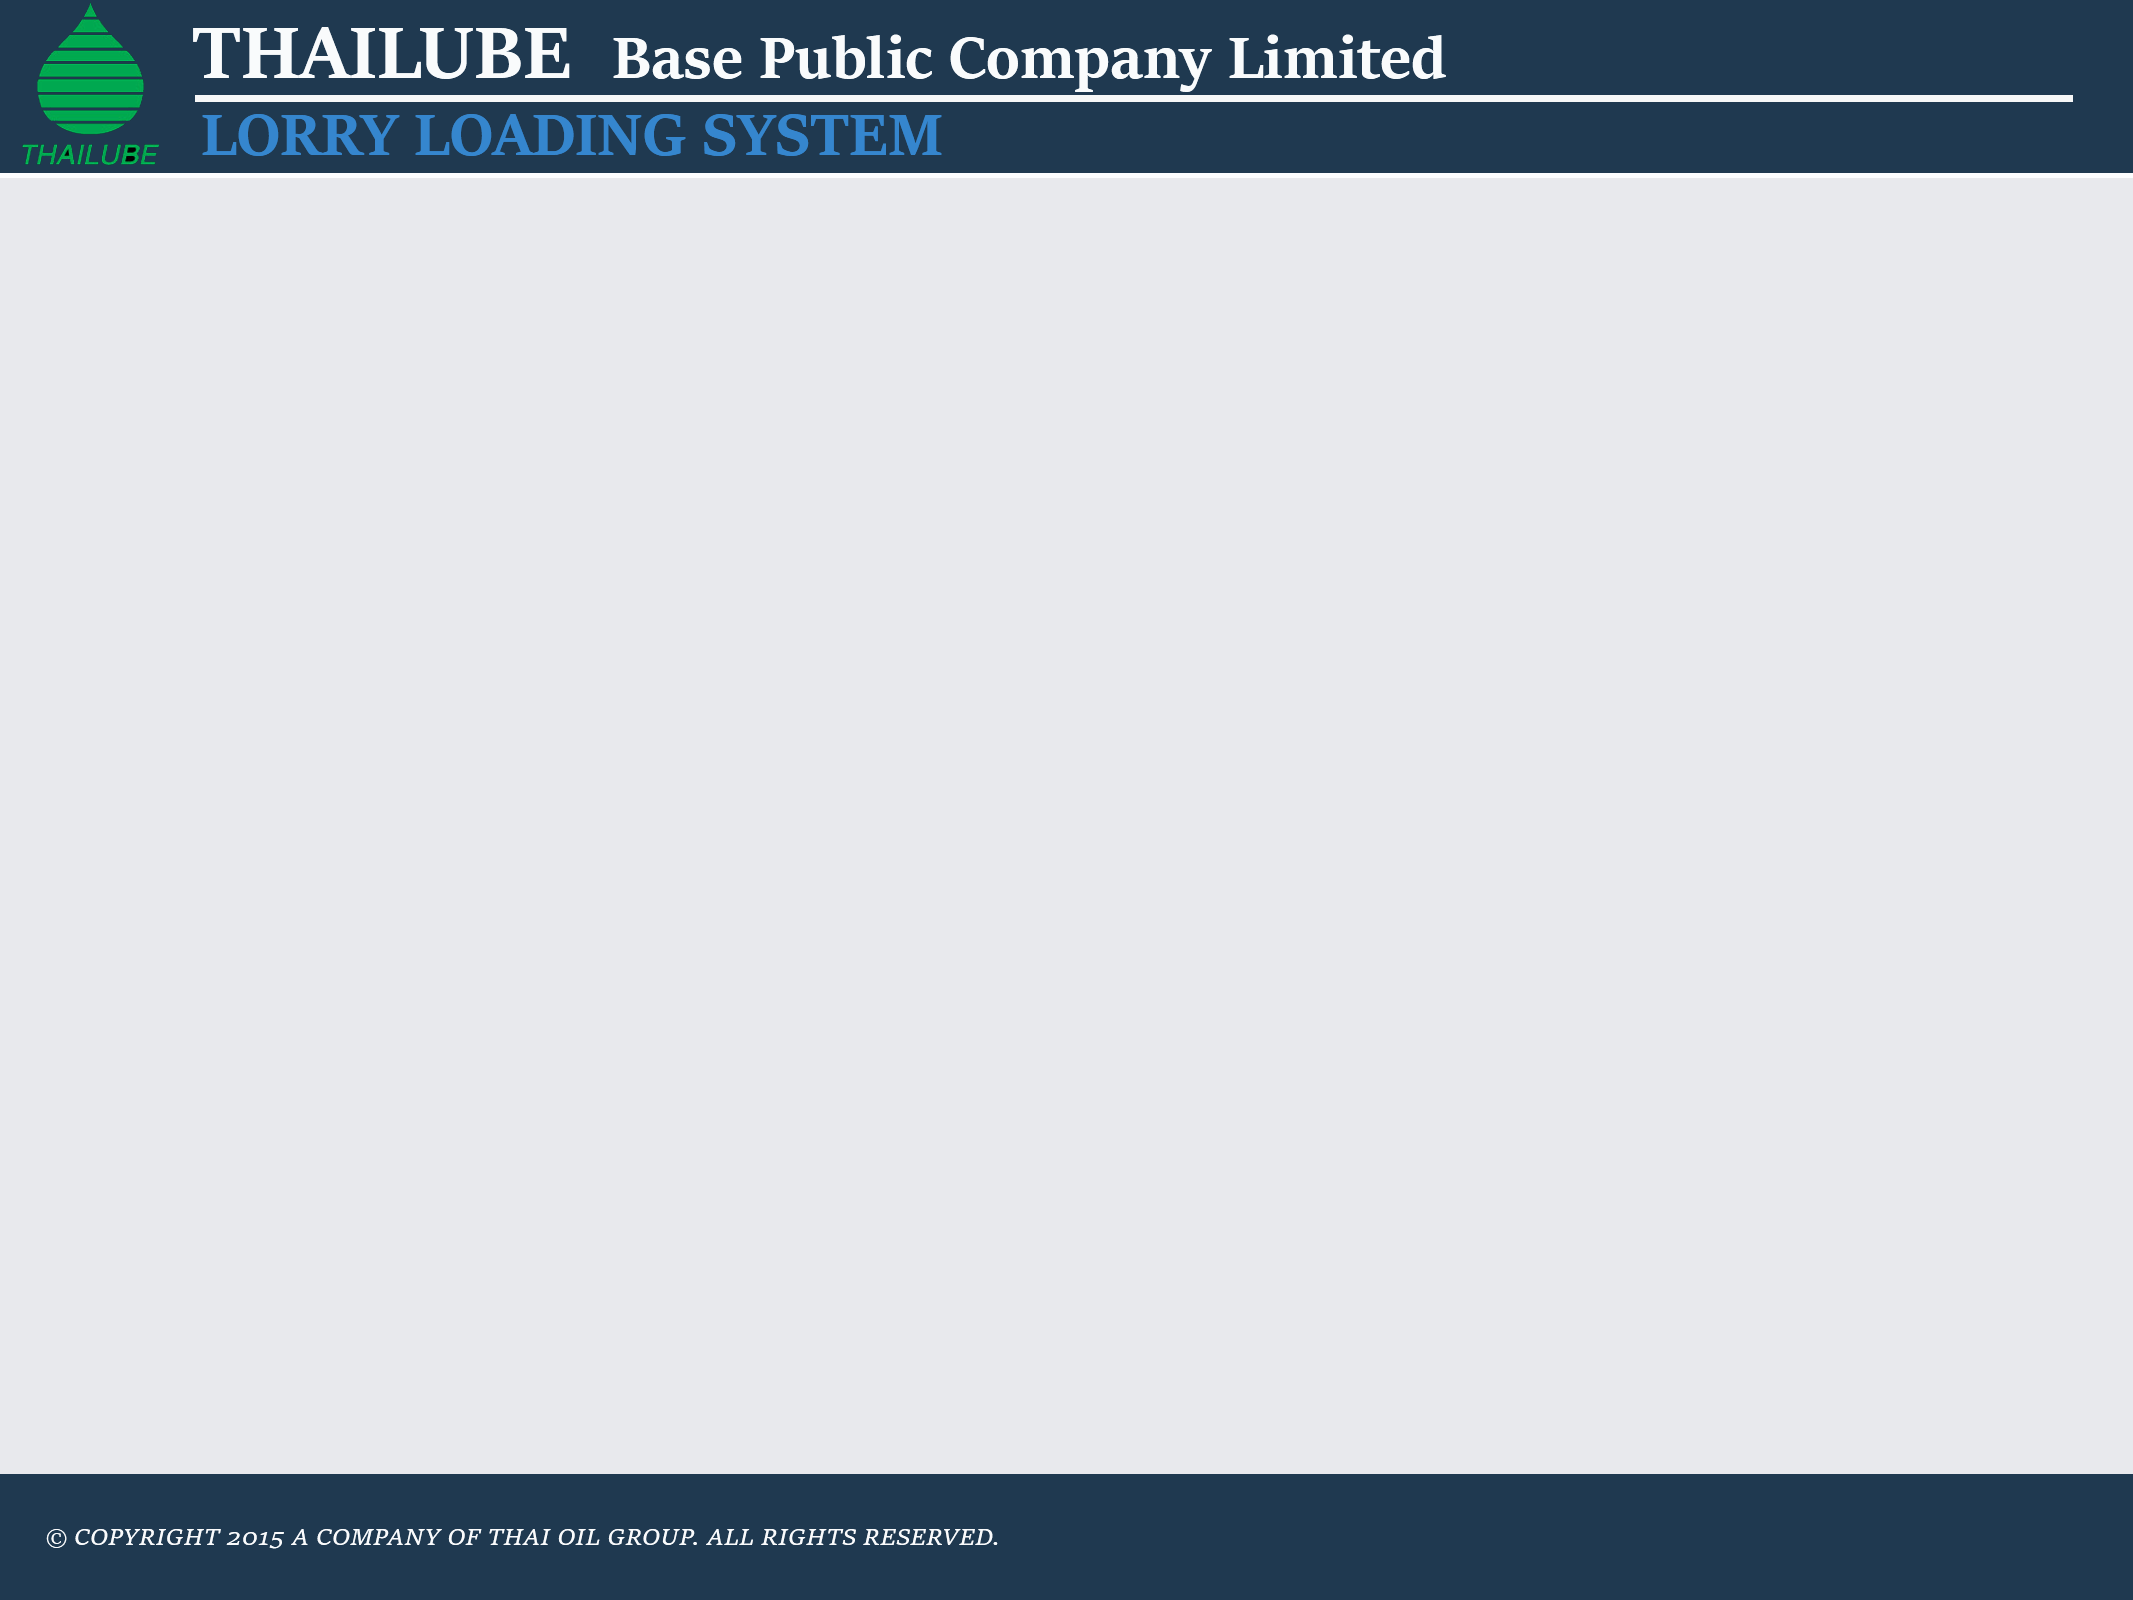 THAILUBE Base Public Company Limited
LORRY LOADING SYSTEM
THAILUBE
© COPYRIGHT 2015 A COMPANY OF THAI OIL GROUP. ALL RIGHTS RESERVED.